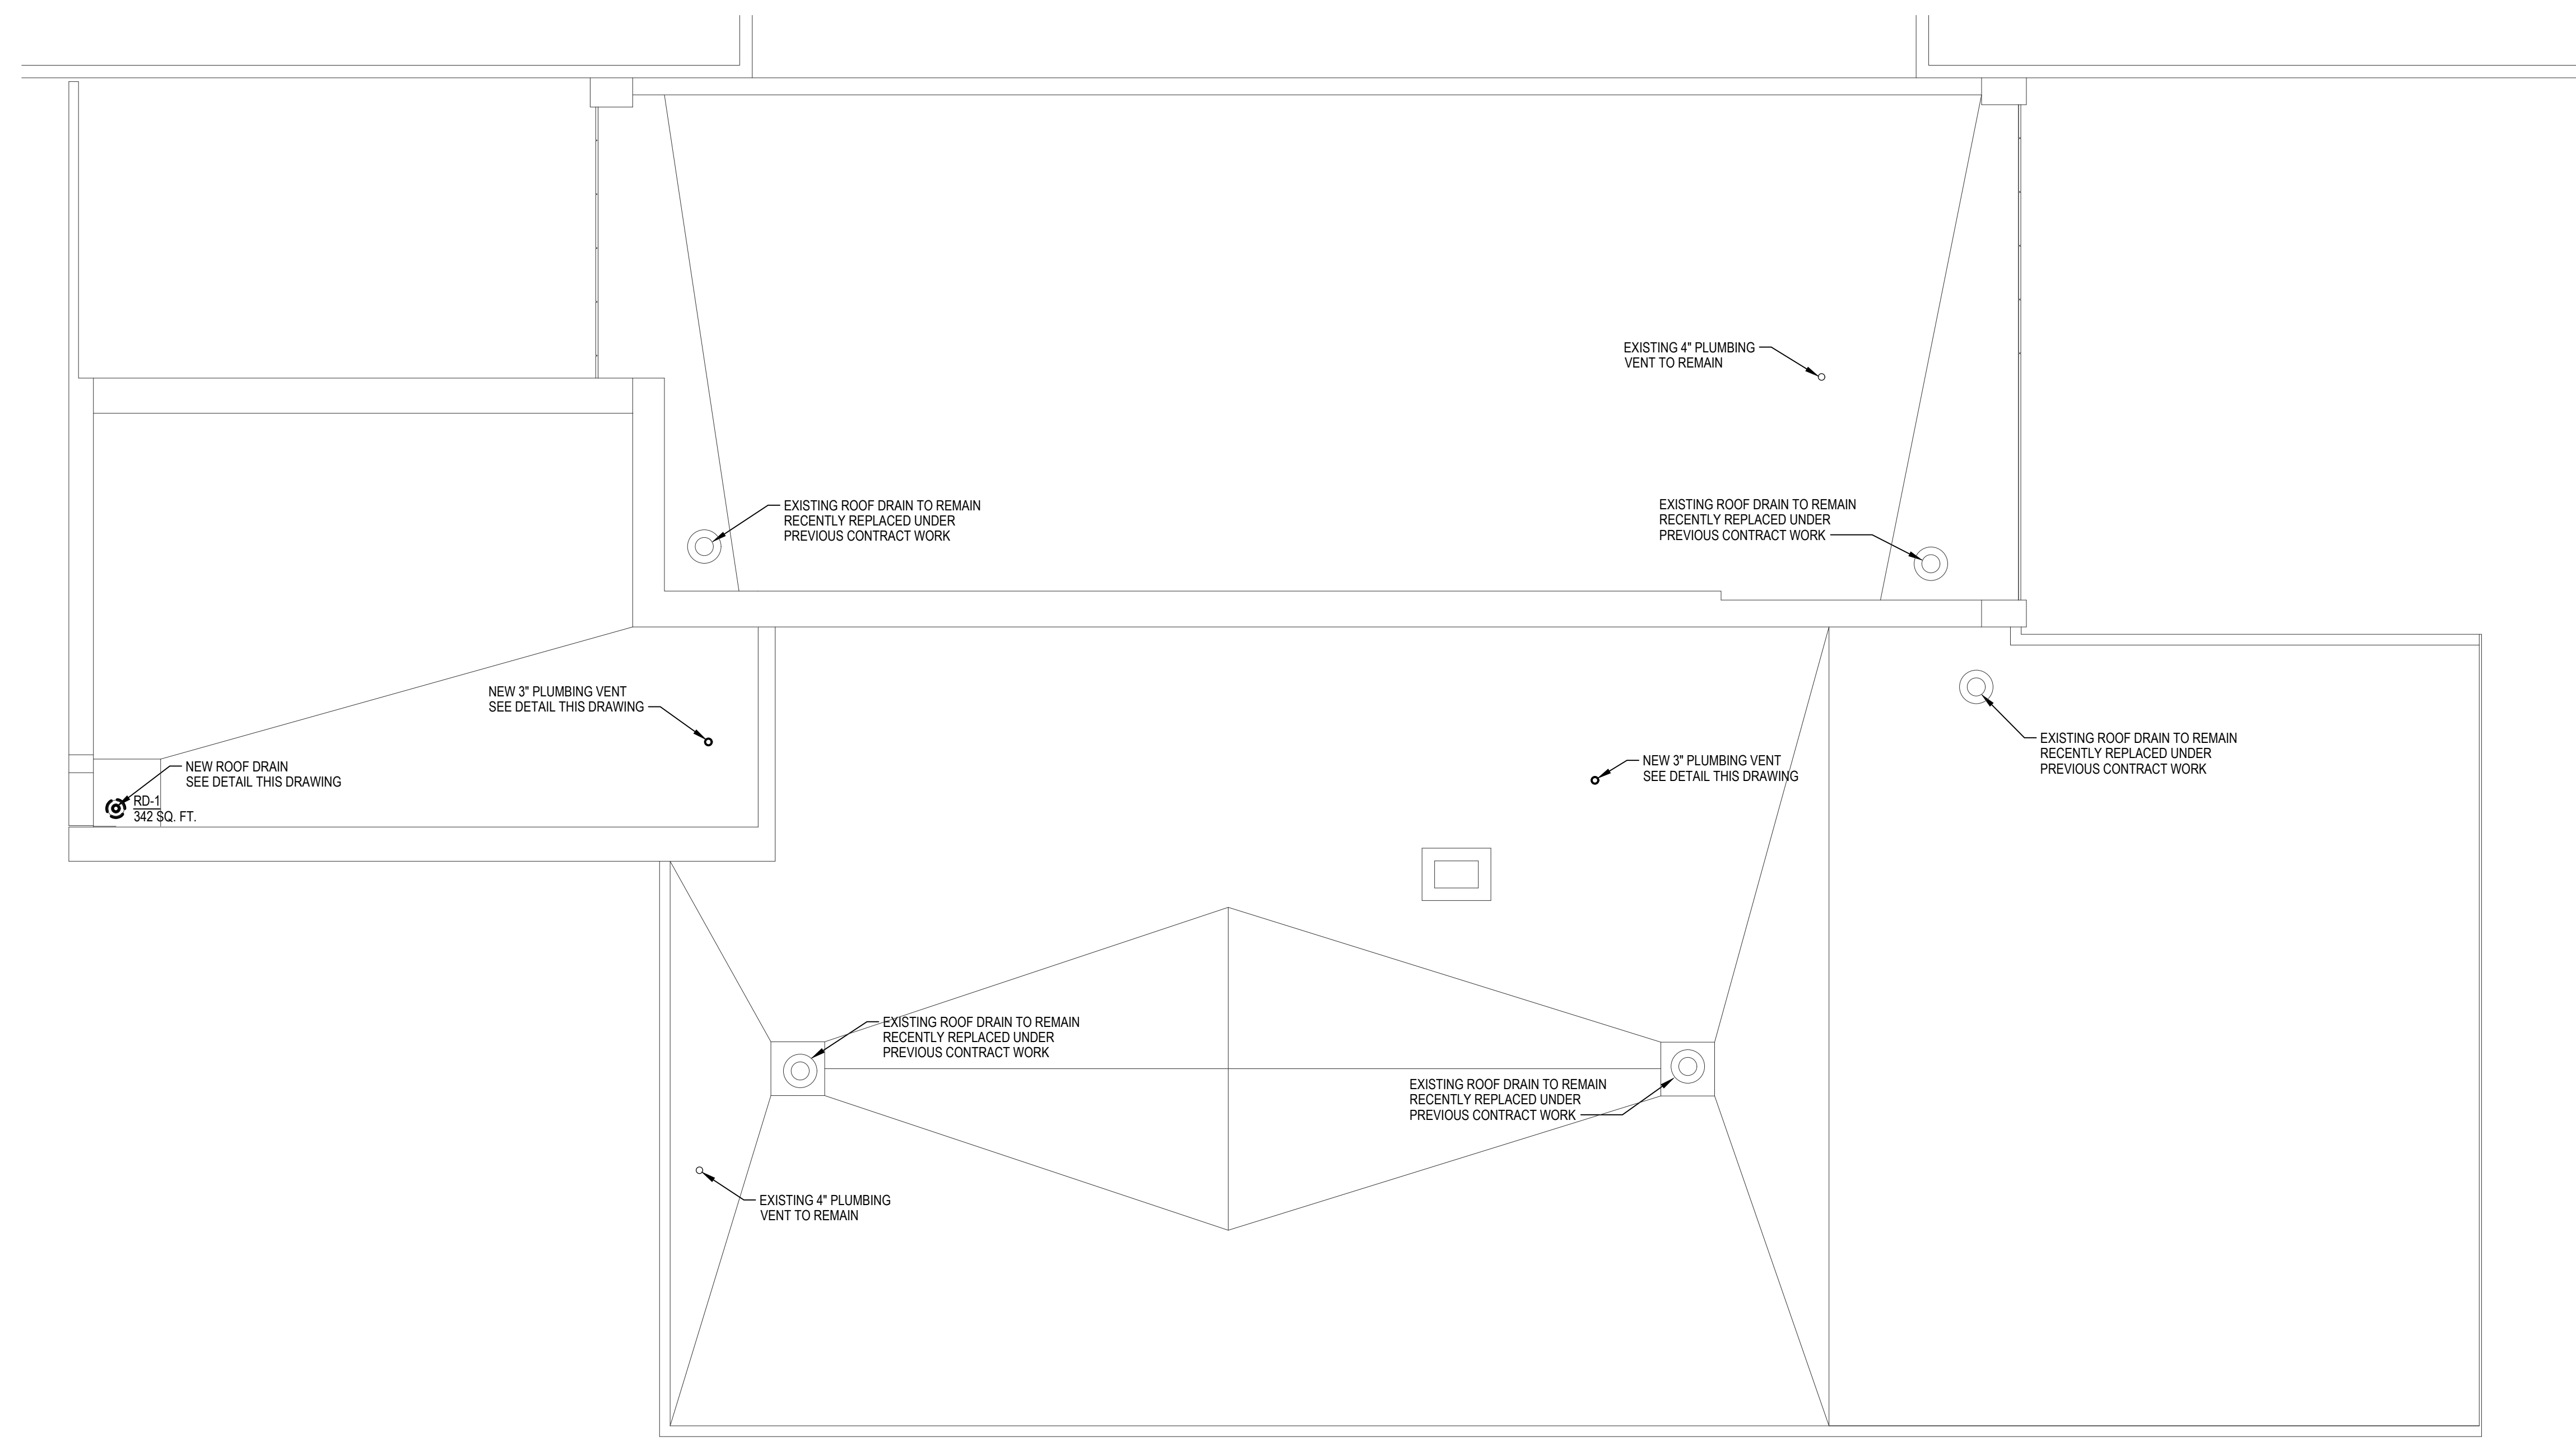 EXISTING 4" PLUMBING
VENT TO REMAIN
EXISTING ROOF DRAIN TO REMAIN
RECENTLY REPLACED UNDER
PREVIOUS CONTRACT WORK
EXISTING ROOF DRAIN TO REMAIN
RECENTLY REPLACED UNDER
PREVIOUS CONTRACT WORK
NEW 3" PLUMBING VENT
SEE DETAIL THIS DRAWING
NEW ROOF DRAIN
SEE DETAIL THIS DRAWING
RD-1
342 SQ. FT.
NEW 3" PLUMBING VENT
SEE DETAIL THIS DRAWING
EXISTING ROOF DRAIN TO REMAIN
RECENTLY REPLACED UNDER
PREVIOUS CONTRACT WORK
EXISTING ROOF DRAIN TO REMAIN
RECENTLY REPLACED UNDER
PREVIOUS CONTRACT WORK
EXISTING ROOF DRAIN TO REMAIN
RECENTLY REPLACED UNDER
PREVIOUS CONTRACT WORK
EXISTING 4" PLUMBING
VENT TO REMAIN